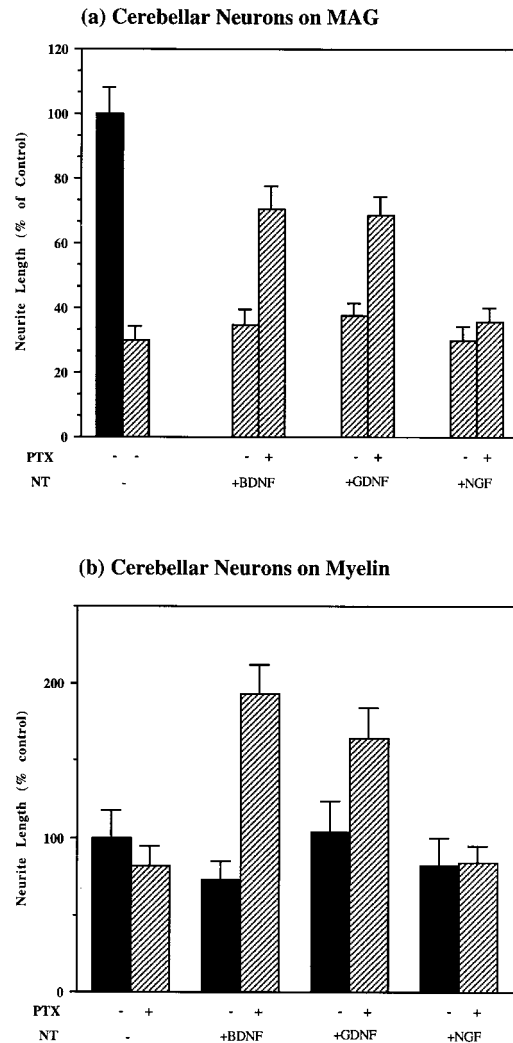 (a) Cerebellar Neurons on MAG
Neurite Length (% of Control)
120
100
80
60
40
20
0
PTX - - - + - + - +
NT - +BDNF +GDNF +NGF
(b) Cerebellar Neurons on Myelin
Neurite Length (% control)
200
100
0
PTX - + - + - + - +
NT - +BDNF +GDNF +NGF